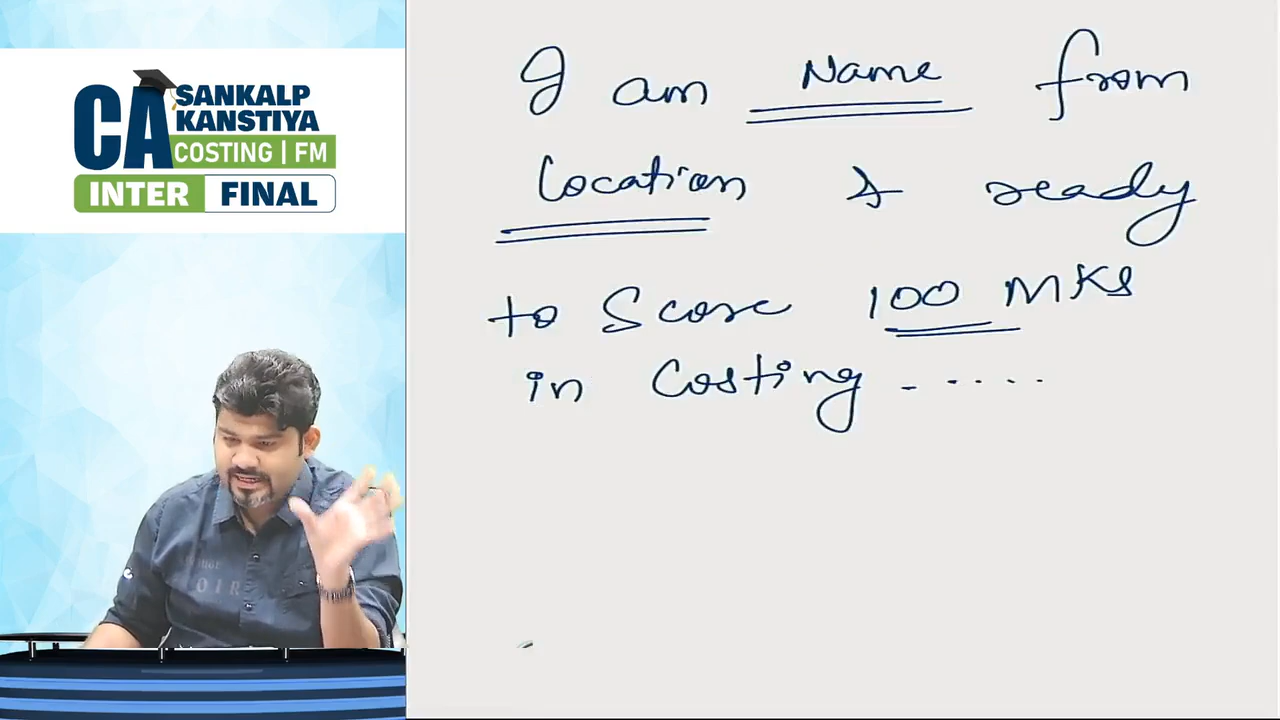 CA SANKALP
KANSTIYA
COSTING | FM
INTER FINAL
I am Name from
Location & ready
to Score 100 MKS
in Costing - .....